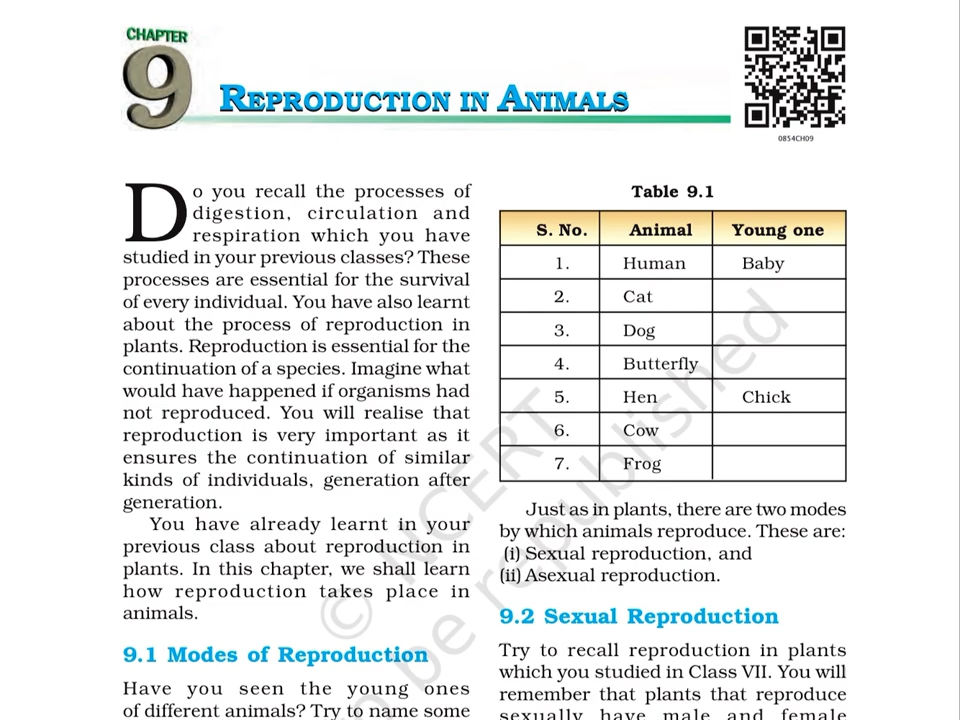 CHAPTER
9
REPRODUCTION IN ANIMALS
0854CH09
Do you recall the processes of
digestion, circulation and
respiration which you have
studied in your previous classes? These
processes are essential for the survival
of every individual. You have also learnt
about the process of reproduction in
plants. Reproduction is essential for the
continuation of a species. Imagine what
would have happened if organisms had
not reproduced. You will realise that
reproduction is very important as it
ensures the continuation of similar
kinds of individuals, generation after
generation.
You have already learnt in your
previous class about reproduction in
plants. In this chapter, we shall learn
how reproduction takes place in
animals.
9.1 Modes of Reproduction
Have you seen the young ones
of different animals? Try to name some
Table 9.1
S. No. Animal Young one
1. Human Baby
2. Cat
3. Dog
4. Butterfly
5. Hen Chick
6. Cow
7. Frog
Just as in plants, there are two modes
by which animals reproduce. These are:
(i) Sexual reproduction, and
(ii) Asexual reproduction.
9.2 Sexual Reproduction
Try to recall reproduction in plants
which you studied in Class VII. You will
remember that plants that reproduce
sexually have male and female
© NCERT
be republished